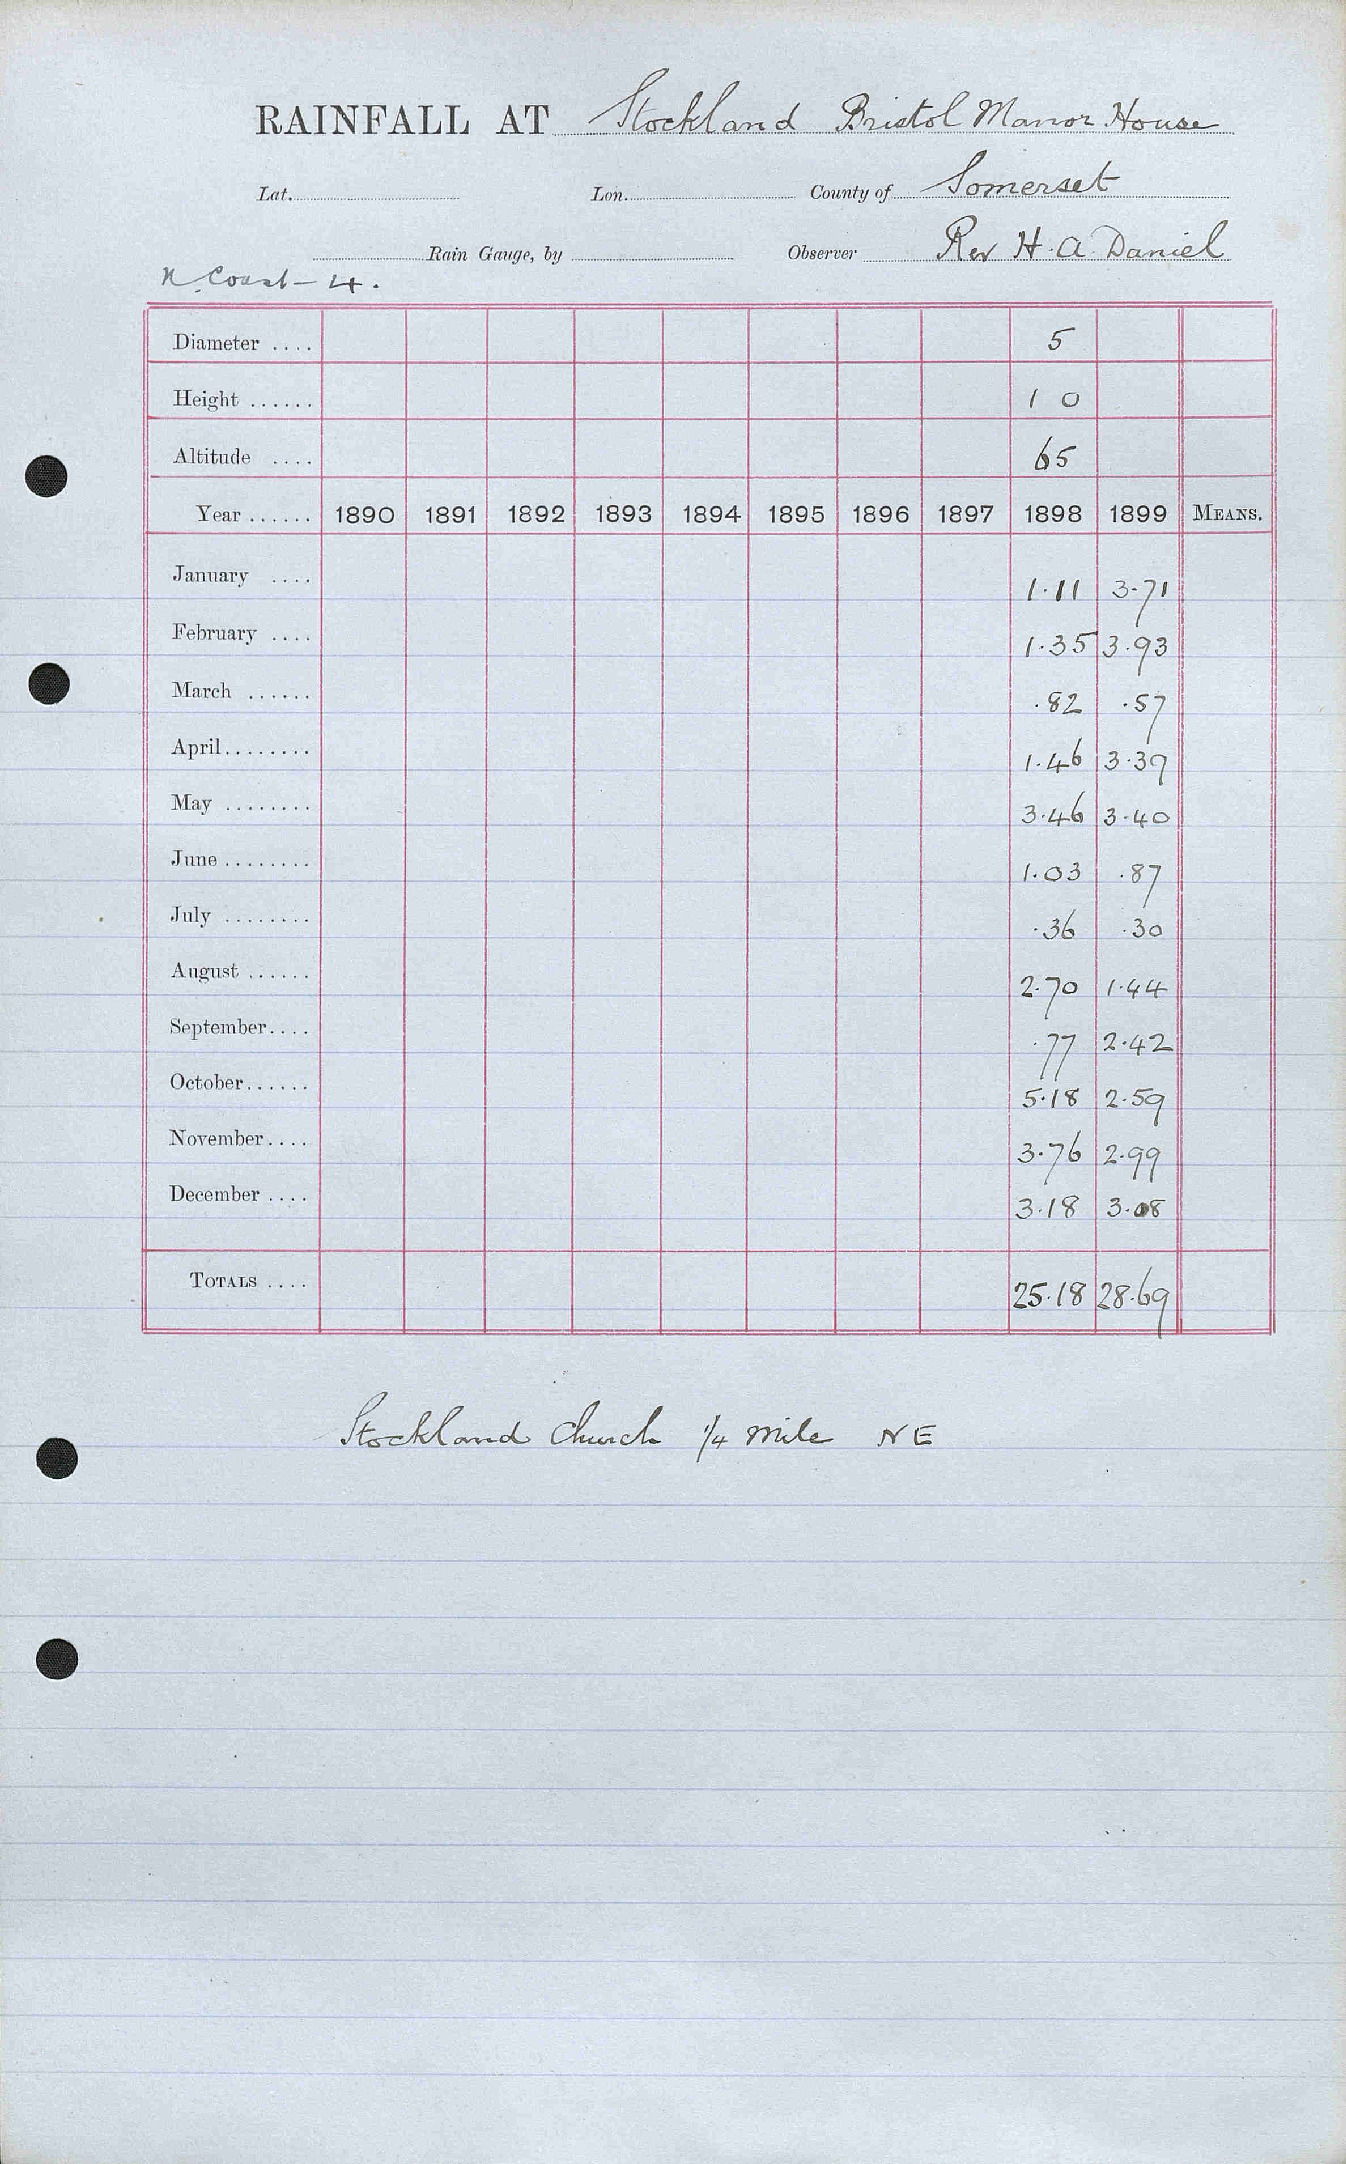 RAINFALL AT Stockland Bristol Manor House
Lat. Lon. County of Somerset
Rain Gauge, by Observer Rev H. A. Daniel
N. Coast - 4.
Diameter .... 5
Height ...... 1 0
Altitude .... 65
Year ...... 1890 1891 1892 1893 1894 1895 1896 1897 1898 1899 MEANS.
January .... 1.11 3.71
February .... 1.35 3.93
March ...... .82 .57
April........ 1.46 3.39
May ........ 3.46 3.40
June ........ 1.03 .87
July ........ .36 .30
August ...... 2.70 1.44
September.... .77 2.42
October...... 5.18 2.59
November.... 3.76 2.99
December .... 3.18 3.08
TOTALS .... 25.18 28.69
Stockland Church 1/4 mile NE